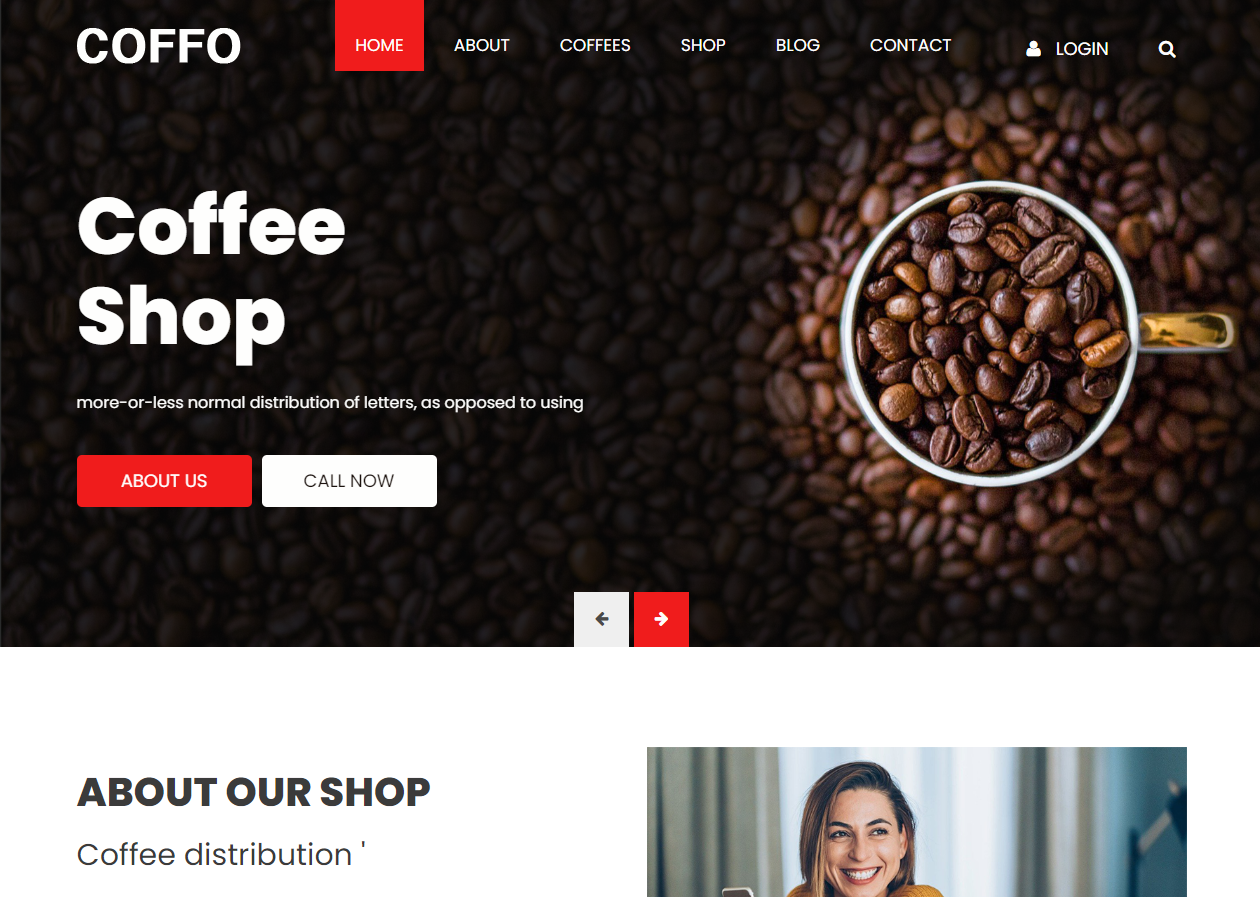 COFFO
HOME ABOUT COFFEES SHOP BLOG CONTACT LOGIN
Coffee
Shop
more-or-less normal distribution of letters, as opposed to using
ABOUT US CALL NOW
ABOUT OUR SHOP
Coffee distribution '